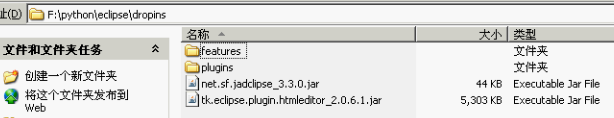 址(D) F:\python\eclipse\dropins
文件和文件夹任务
创建一个新文件夹
将这个文件夹发布到
Web
名称 大小 类型
features 文件夹
plugins 文件夹
net.sf.jadclipse_3.3.0.jar 44 KB Executable Jar File
tk.eclipse.plugin.htmleditor_2.0.6.1.jar 5,303 KB Executable Jar File